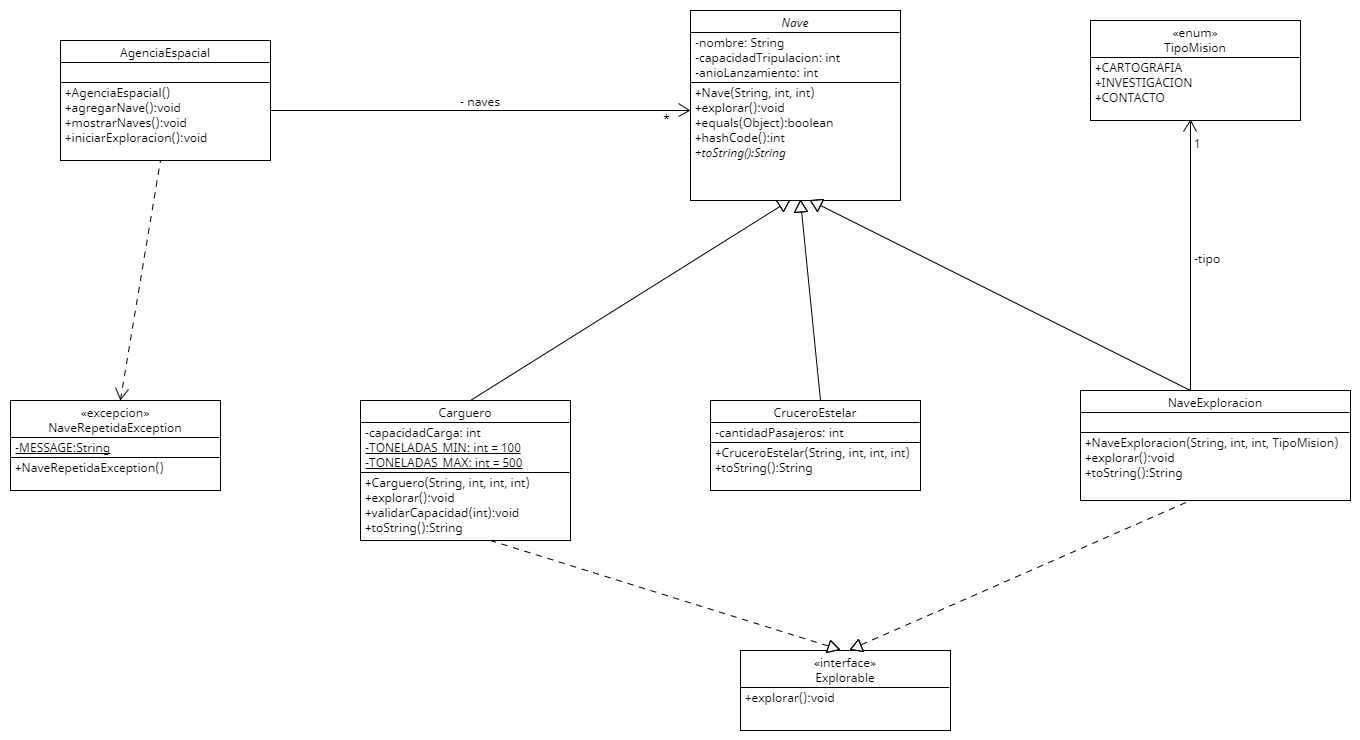 AgenciaEspacial
+AgenciaEspacial()
+agregarNave():void
+mostrarNaves():void
+iniciarExploracion():void
- naves
*
Nave
-nombre: String
-capacidadTripulacion: int
-anioLanzamiento: int
+Nave(String, int, int)
+explorar():void
+equals(Object):boolean
+hashCode():int
+toString():String
«enum»
TipoMision
+CARTOGRAFIA
+INVESTIGACION
+CONTACTO
1
-tipo
«excepcion»
NaveRepetidaException
-MESSAGE:String
+NaveRepetidaException()
Carguero
-capacidadCarga: int
-TONELADAS_MIN: int = 100
-TONELADAS_MAX: int = 500
+Carguero(String, int, int, int)
+explorar():void
+validarCapacidad(int):void
+toString():String
CruceroEstelar
-cantidadPasajeros: int
+CruceroEstelar(String, int, int, int)
+toString():String
NaveExploracion
+NaveExploracion(String, int, int, TipoMision)
+explorar():void
+toString():String
«interface»
Explorable
+explorar():void